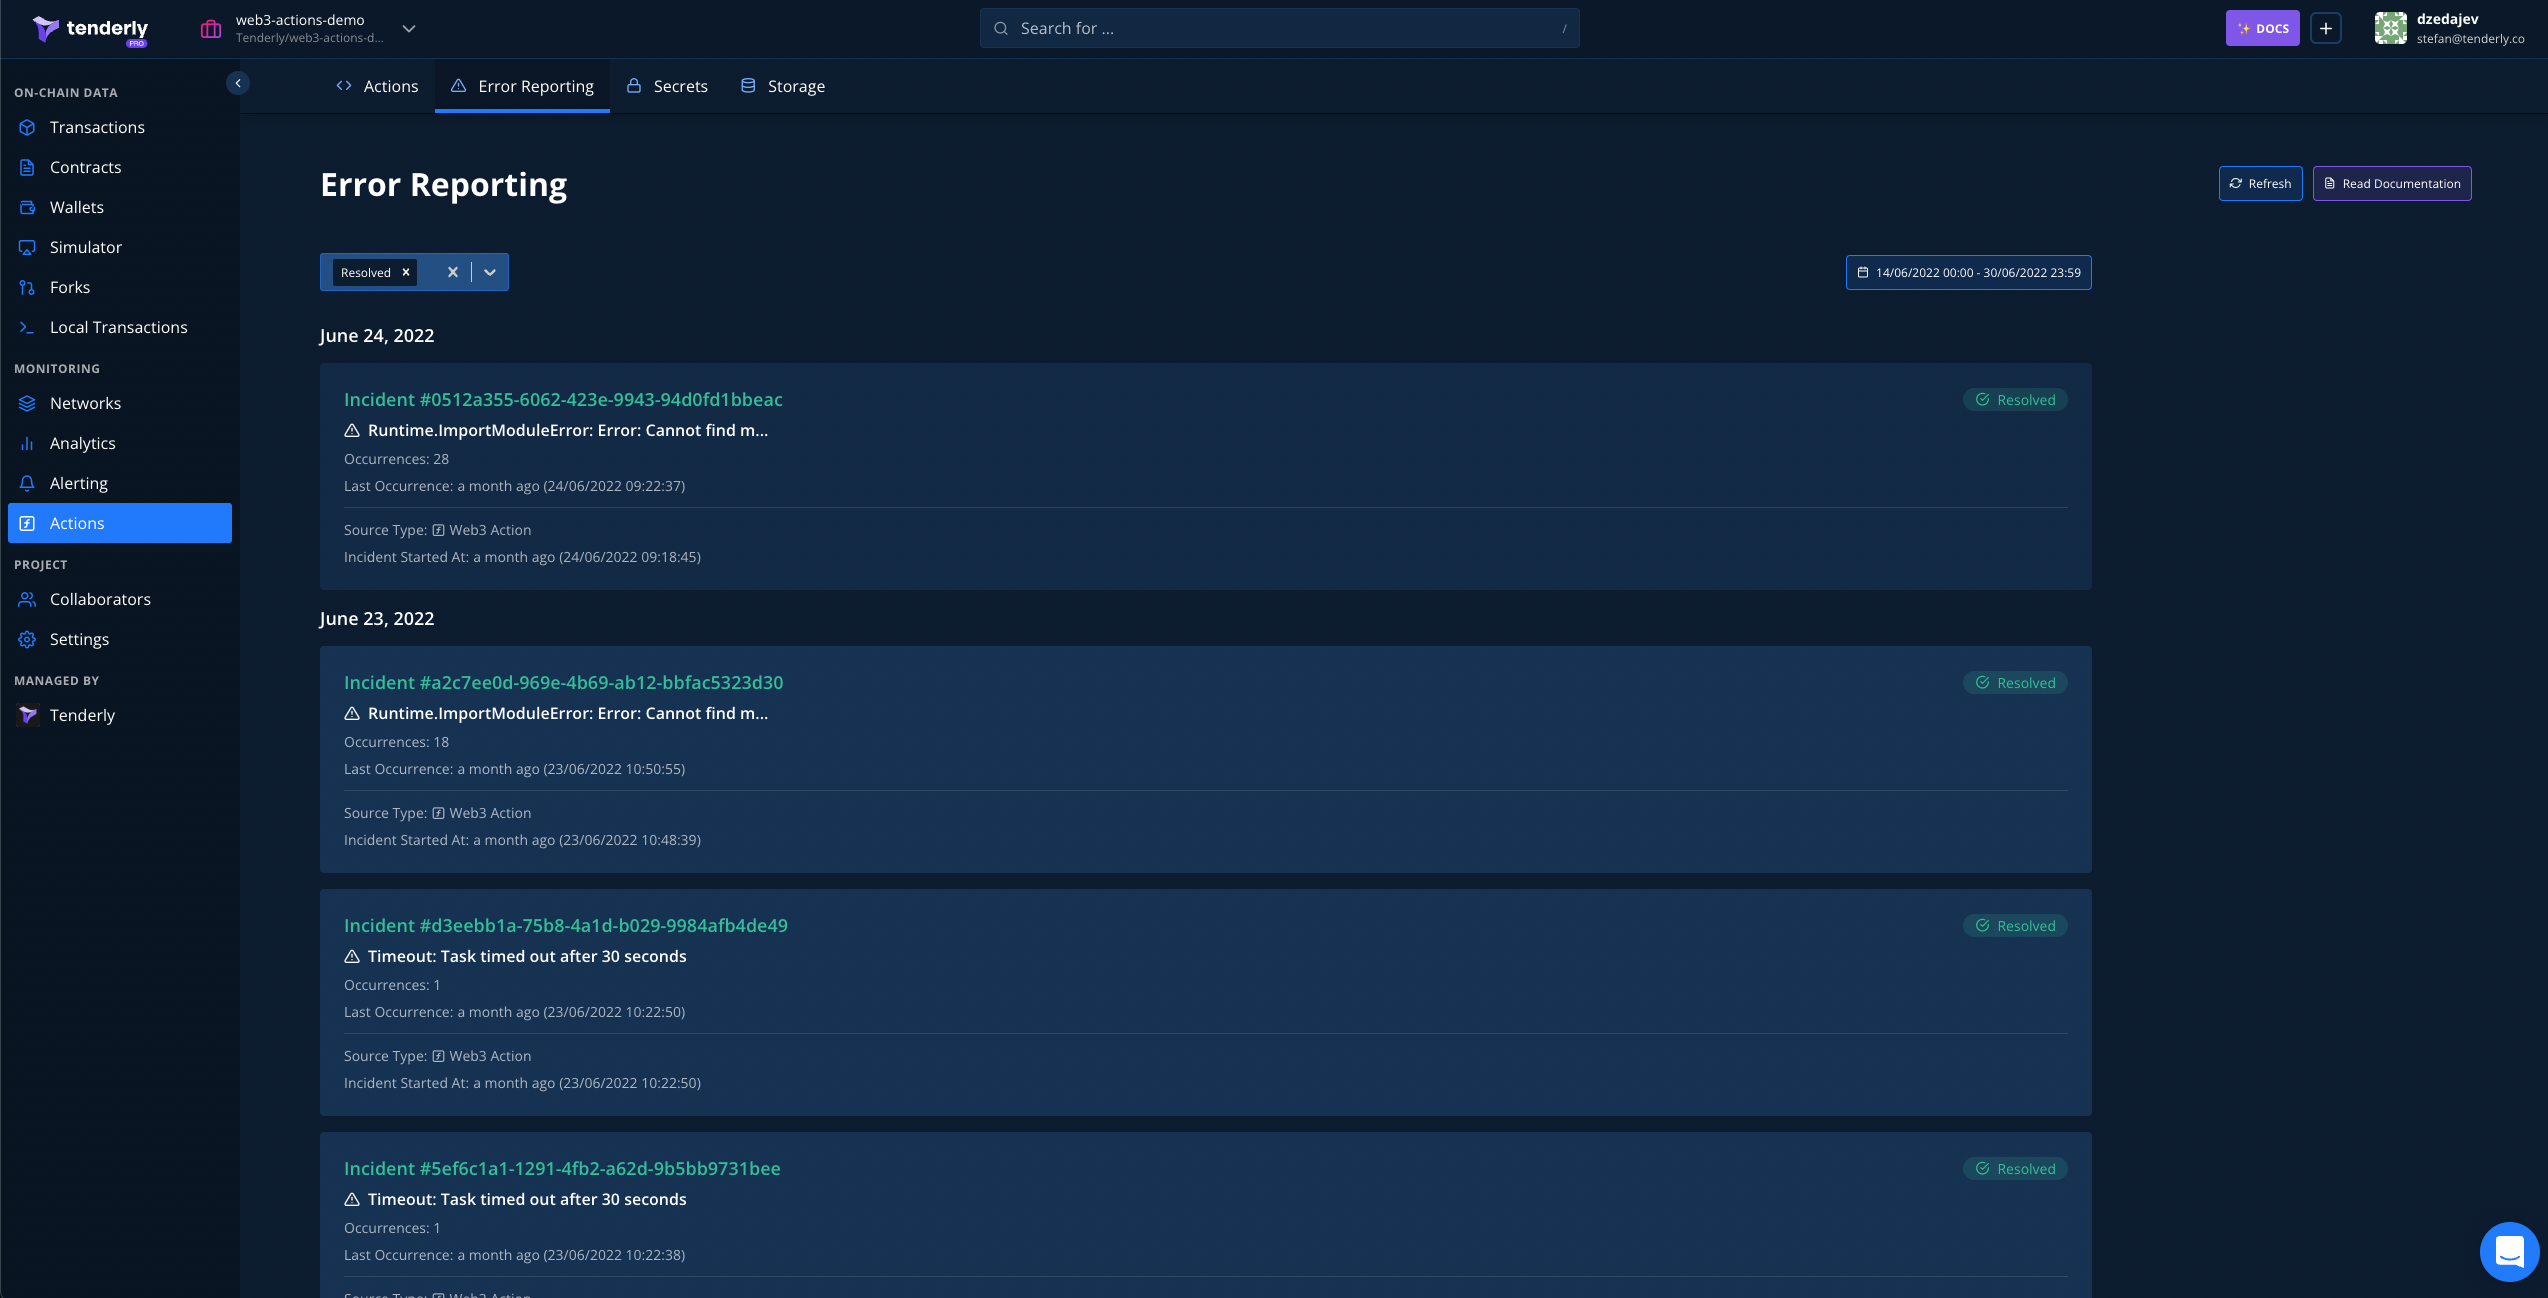 tenderly
PRO
web3-actions-demo
Tenderly/web3-actions-d...
Search for ...
/
DOCS
dzedajev
stefan@tenderly.co
ON-CHAIN DATA
Transactions
Contracts
Wallets
Simulator
Forks
Local Transactions
MONITORING
Networks
Analytics
Alerting
Actions
PROJECT
Collaborators
Settings
MANAGED BY
Tenderly
Actions
Error Reporting
Secrets
Storage
Error Reporting
Refresh
Read Documentation
Resolved
14/06/2022 00:00 - 30/06/2022 23:59
June 24, 2022
Incident #0512a355-6062-423e-9943-94d0fd1bbeac
Resolved
Runtime.ImportModuleError: Error: Cannot find m...
Occurrences: 28
Last Occurrence: a month ago (24/06/2022 09:22:37)
Source Type: Web3 Action
Incident Started At: a month ago (24/06/2022 09:18:45)
June 23, 2022
Incident #a2c7ee0d-969e-4b69-ab12-bbfac5323d30
Resolved
Runtime.ImportModuleError: Error: Cannot find m...
Occurrences: 18
Last Occurrence: a month ago (23/06/2022 10:50:55)
Source Type: Web3 Action
Incident Started At: a month ago (23/06/2022 10:48:39)
Incident #d3eebb1a-75b8-4a1d-b029-9984afb4de49
Resolved
Timeout: Task timed out after 30 seconds
Occurrences: 1
Last Occurrence: a month ago (23/06/2022 10:22:50)
Source Type: Web3 Action
Incident Started At: a month ago (23/06/2022 10:22:50)
Incident #5ef6c1a1-1291-4fb2-a62d-9b5bb9731bee
Resolved
Timeout: Task timed out after 30 seconds
Occurrences: 1
Last Occurrence: a month ago (23/06/2022 10:22:38)
Source Type: Web3 Action